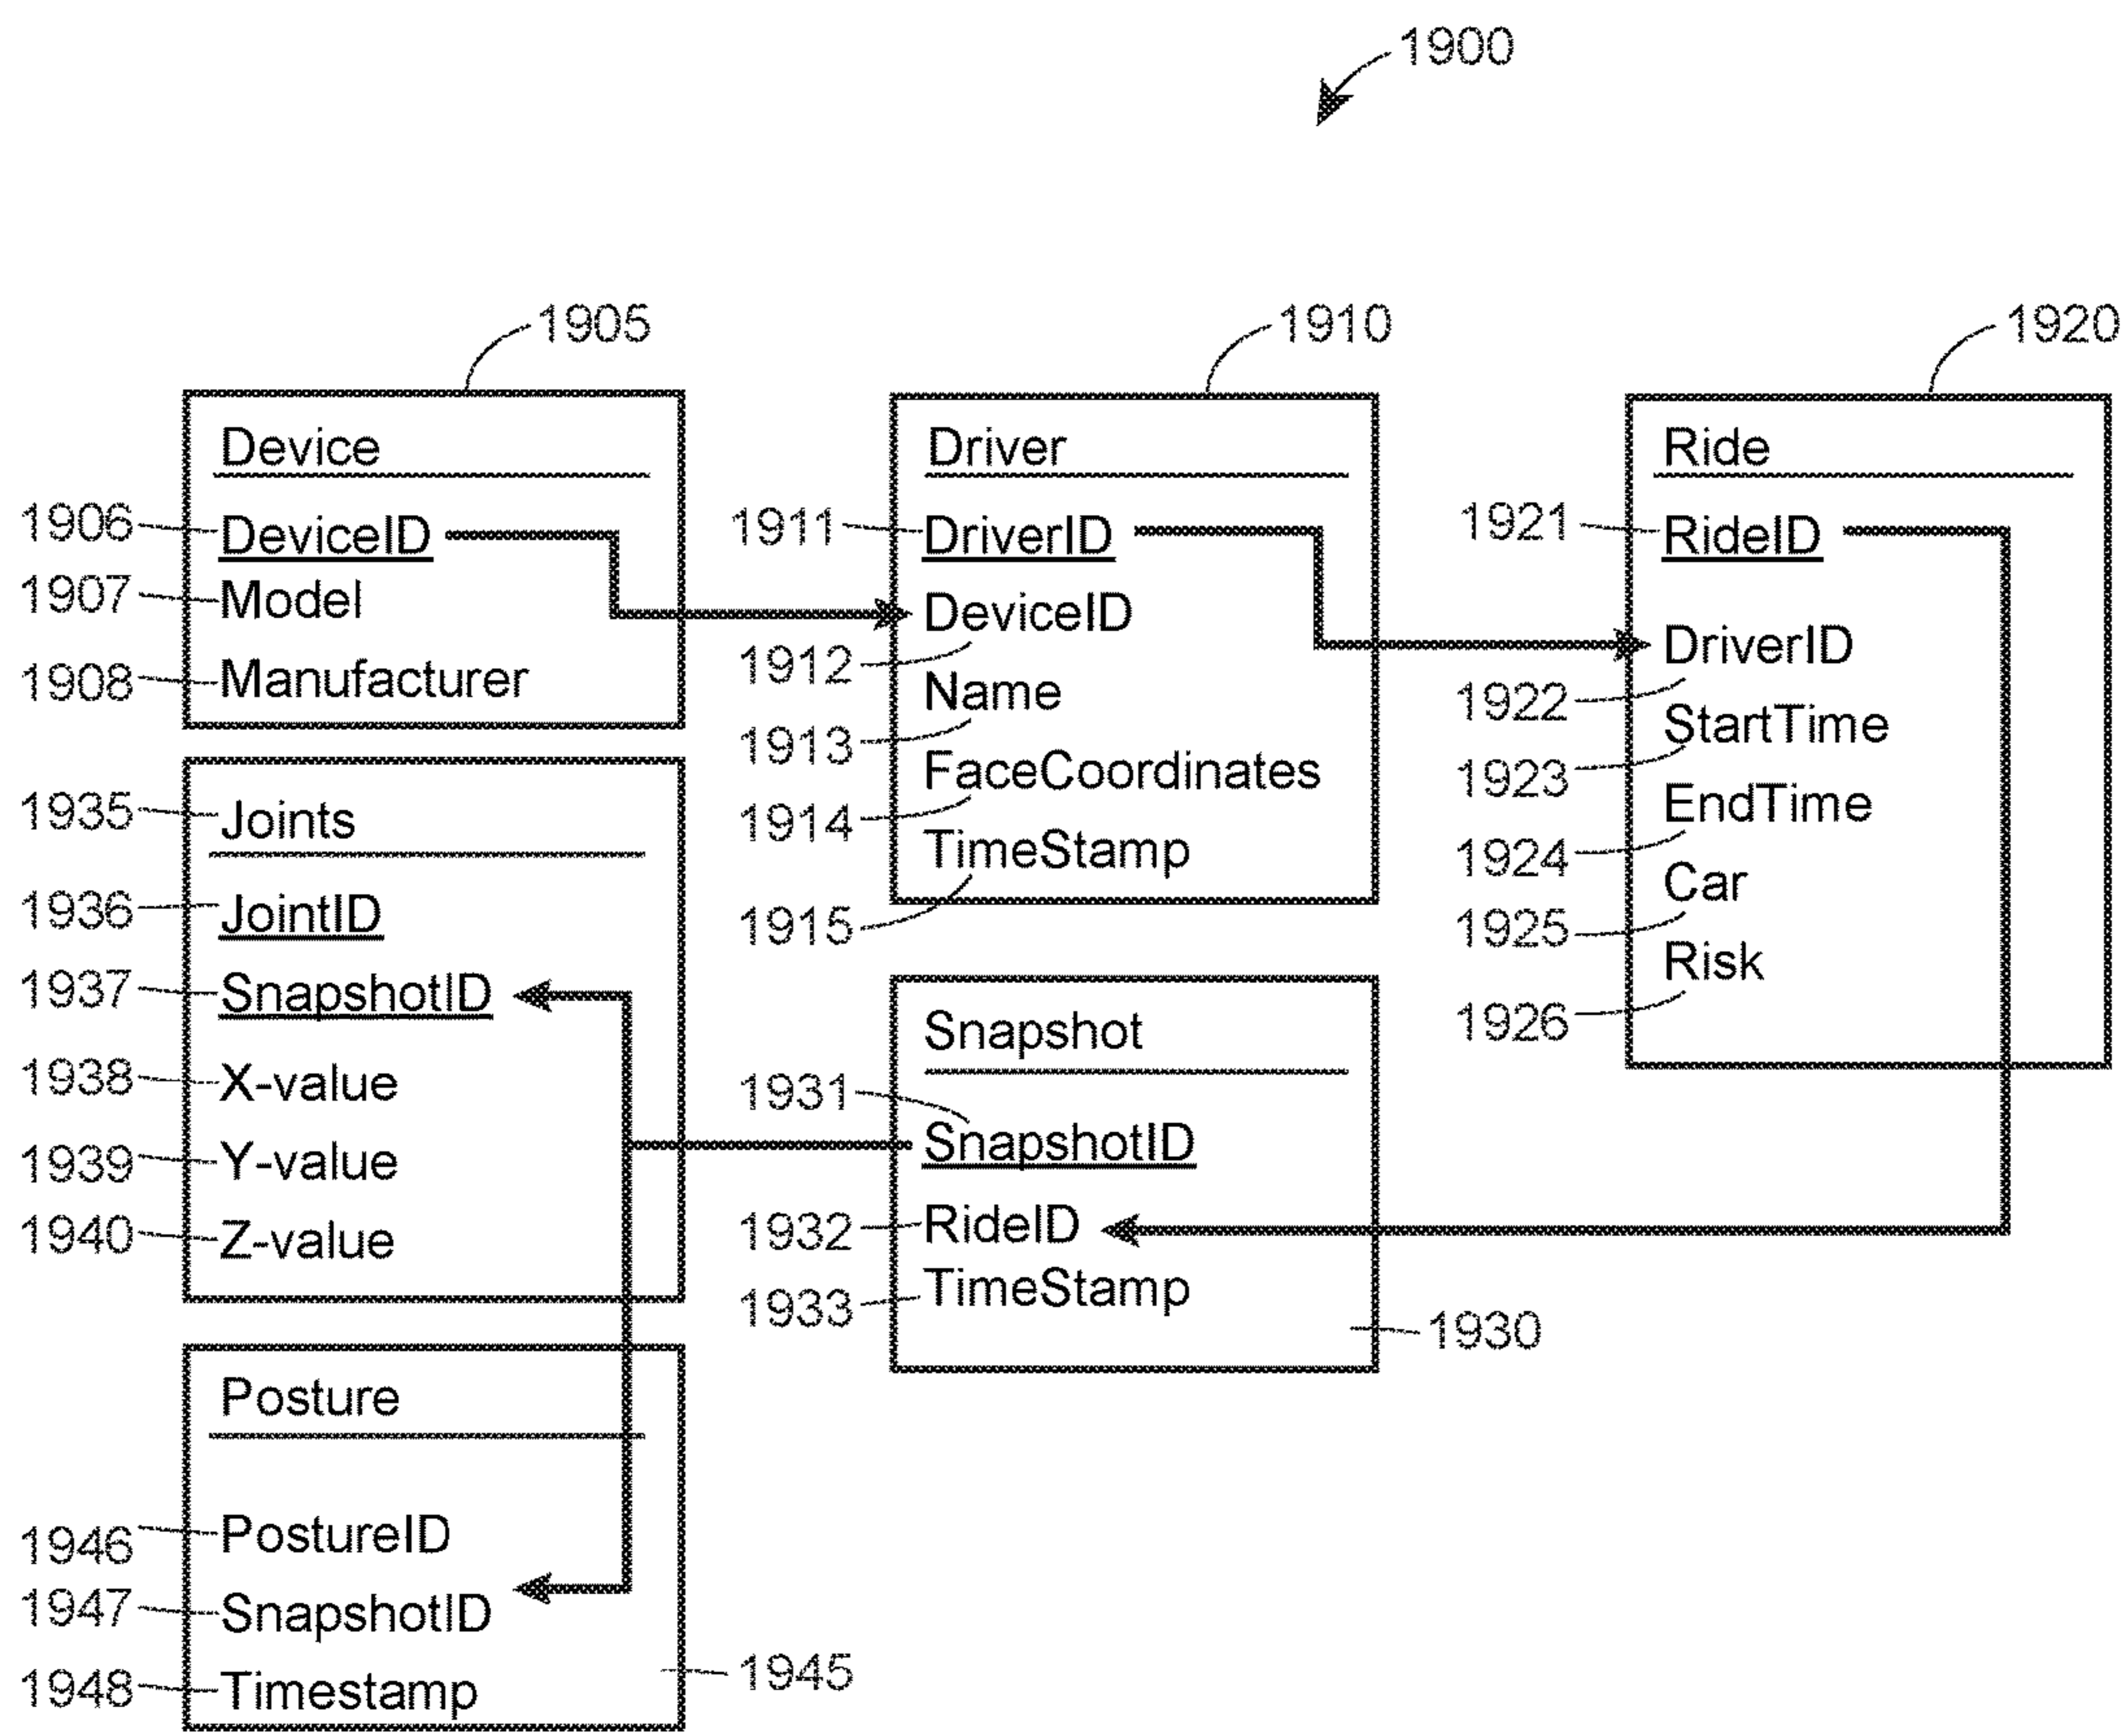 1900
1905
Device
1906 DeviceID
1907 Model
1908 Manufacturer
1910
Driver
1911 DriverID
DeviceID
1912
Name
1913
FaceCoordinates
1914
TimeStamp
1915
1920
Ride
1921 RideID
DriverID
1922
StartTime
1923
EndTime
1924
Car
1925
Risk
1926
1935 Joints
1936 JointID
1937 SnapshotID
1938 X-value
1939 Y-value
1940 Z-value
Snapshot
1931
SnapshotID
1932 RideID
1933 TimeStamp
1930
Posture
1946 PostureID
1947 SnapshotID
1948 Timestamp
1945